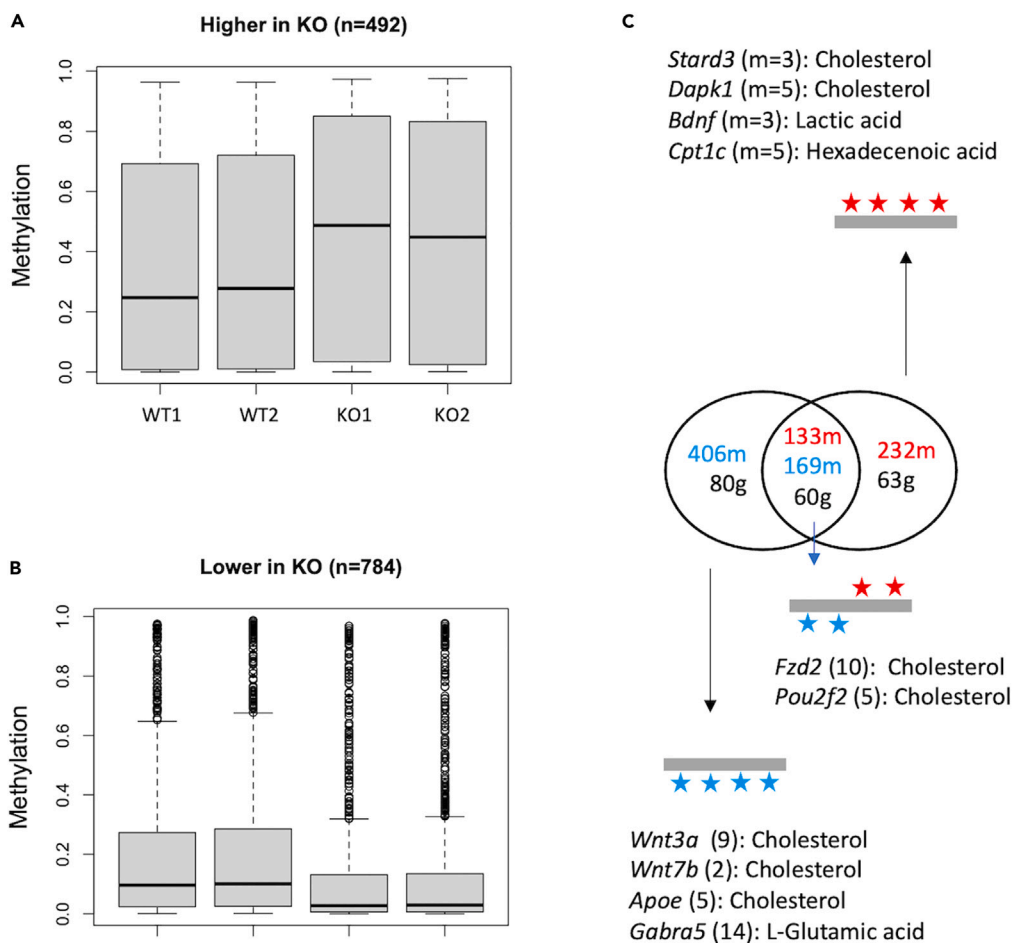 A
Higher in KO (n=492)
Methylation
1.0
0.8
0.6
0.4
0.2
0.0
WT1 WT2 KO1 KO2
B
Lower in KO (n=784)
Methylation
1.0
0.8
0.6
0.4
0.2
0.0
C
Stard3 (m=3): Cholesterol
Dapk1 (m=5): Cholesterol
Bdnf (m=3): Lactic acid
Cpt1c (m=5): Hexadecenoic acid
406m
80g
133m
169m
60g
232m
63g
Fzd2 (10): Cholesterol
Pou2f2 (5): Cholesterol
Wnt3a (9): Cholesterol
Wnt7b (2): Cholesterol
Apoe (5): Cholesterol
Gabra5 (14): L-Glutamic acid